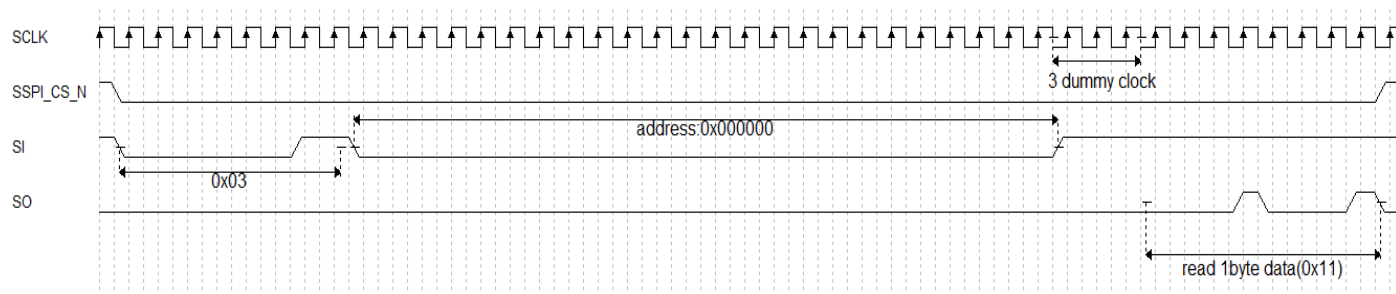 SCLK
3 dummy clock
SSPI_CS_N
address:0x000000
SI
0x03
SO
read 1byte data(0x11)